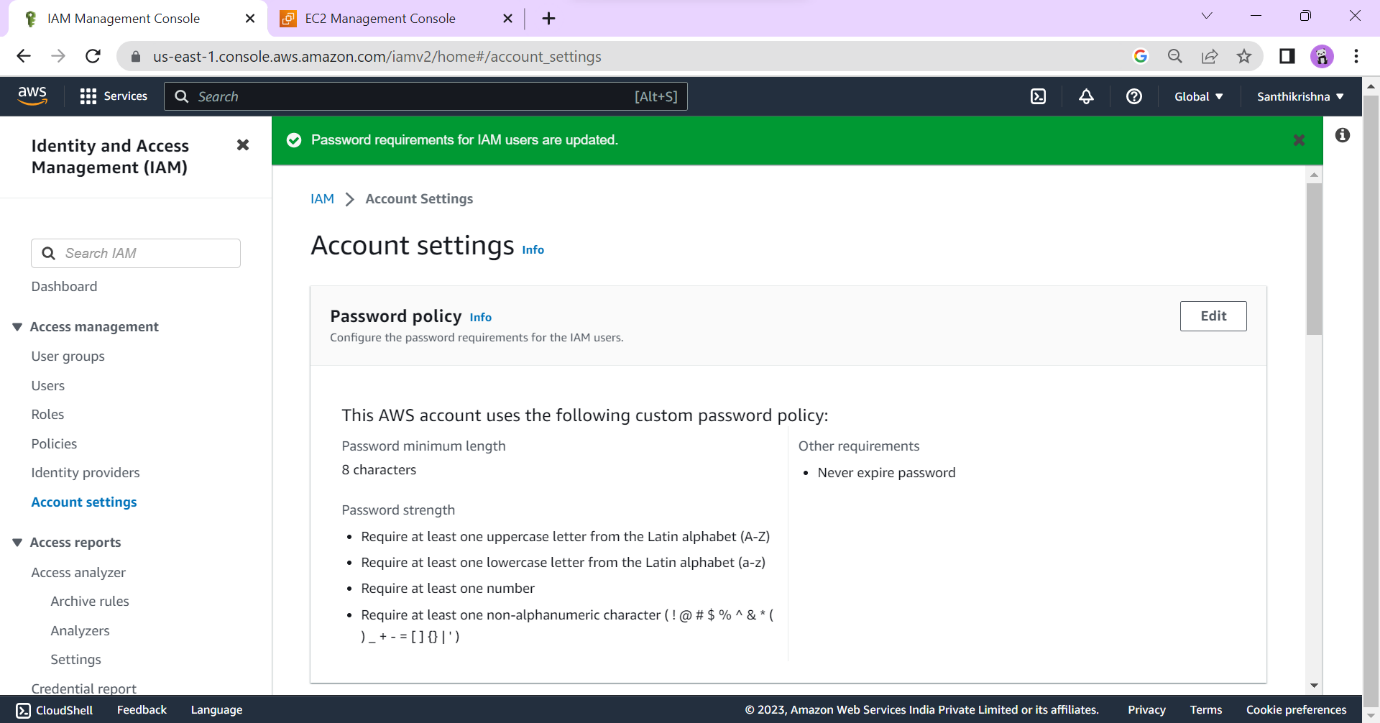 IAM Management Console
EC2 Management Console
us-east-1.console.aws.amazon.com/iamv2/home#/account_settings
aws
Services
Search
[Alt+S]
Global
Santhikrishna
Identity and Access
Management (IAM)
Search IAM
Dashboard
Access management
User groups
Users
Roles
Policies
Identity providers
Account settings
Access reports
Access analyzer
Archive rules
Analyzers
Settings
Credential report
Password requirements for IAM users are updated.
IAM > Account Settings
Account settings Info
Password policy Info
Configure the password requirements for the IAM users.
Edit
This AWS account uses the following custom password policy:
Password minimum length
8 characters
Password strength
• Require at least one uppercase letter from the Latin alphabet (A-Z)
• Require at least one lowercase letter from the Latin alphabet (a-z)
• Require at least one number
• Require at least one non-alphanumeric character ( ! @ # $ % ^ & * (
) _ + - = [ ] {} | ' )
Other requirements
• Never expire password
CloudShell
Feedback
Language
© 2023, Amazon Web Services India Private Limited or its affiliates.
Privacy
Terms
Cookie preferences